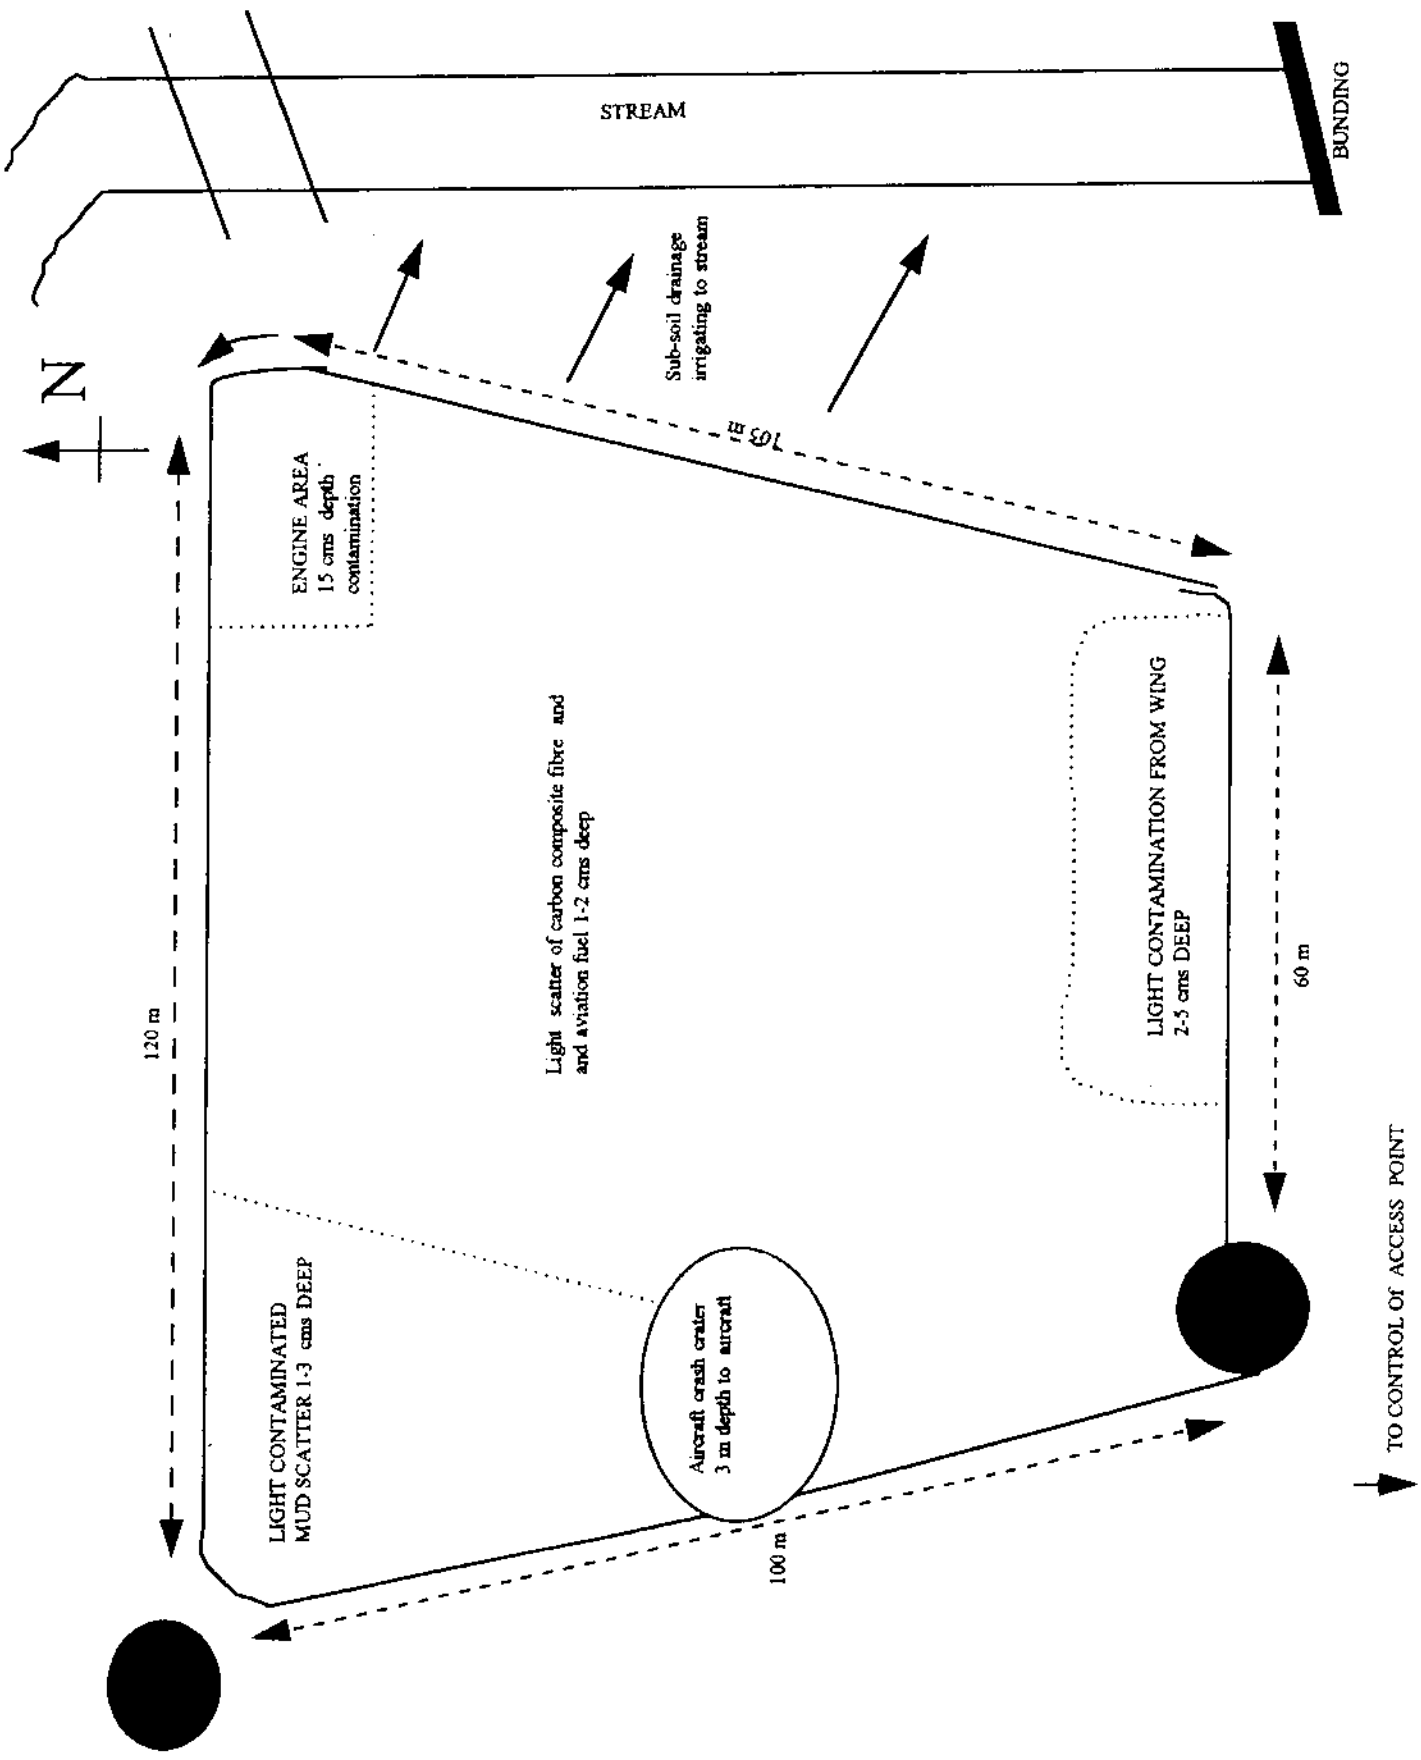 STREAM
BUNDING
N
Sub-soil drainage
irrigating to stream
103 m
ENGINE AREA
15 cms depth
contamination
120 m
Light scatter of carbon composite fibre and
and aviation fuel 1-2 cms deep
LIGHT CONTAMINATION FROM WING
2-5 cms DEEP
60 m
LIGHT CONTAMINATED
MUD SCATTER 1-3 cms DEEP
Aircraft crash crater
3 m depth to aircraft
100 m
TO CONTROL Of ACCESS POINT